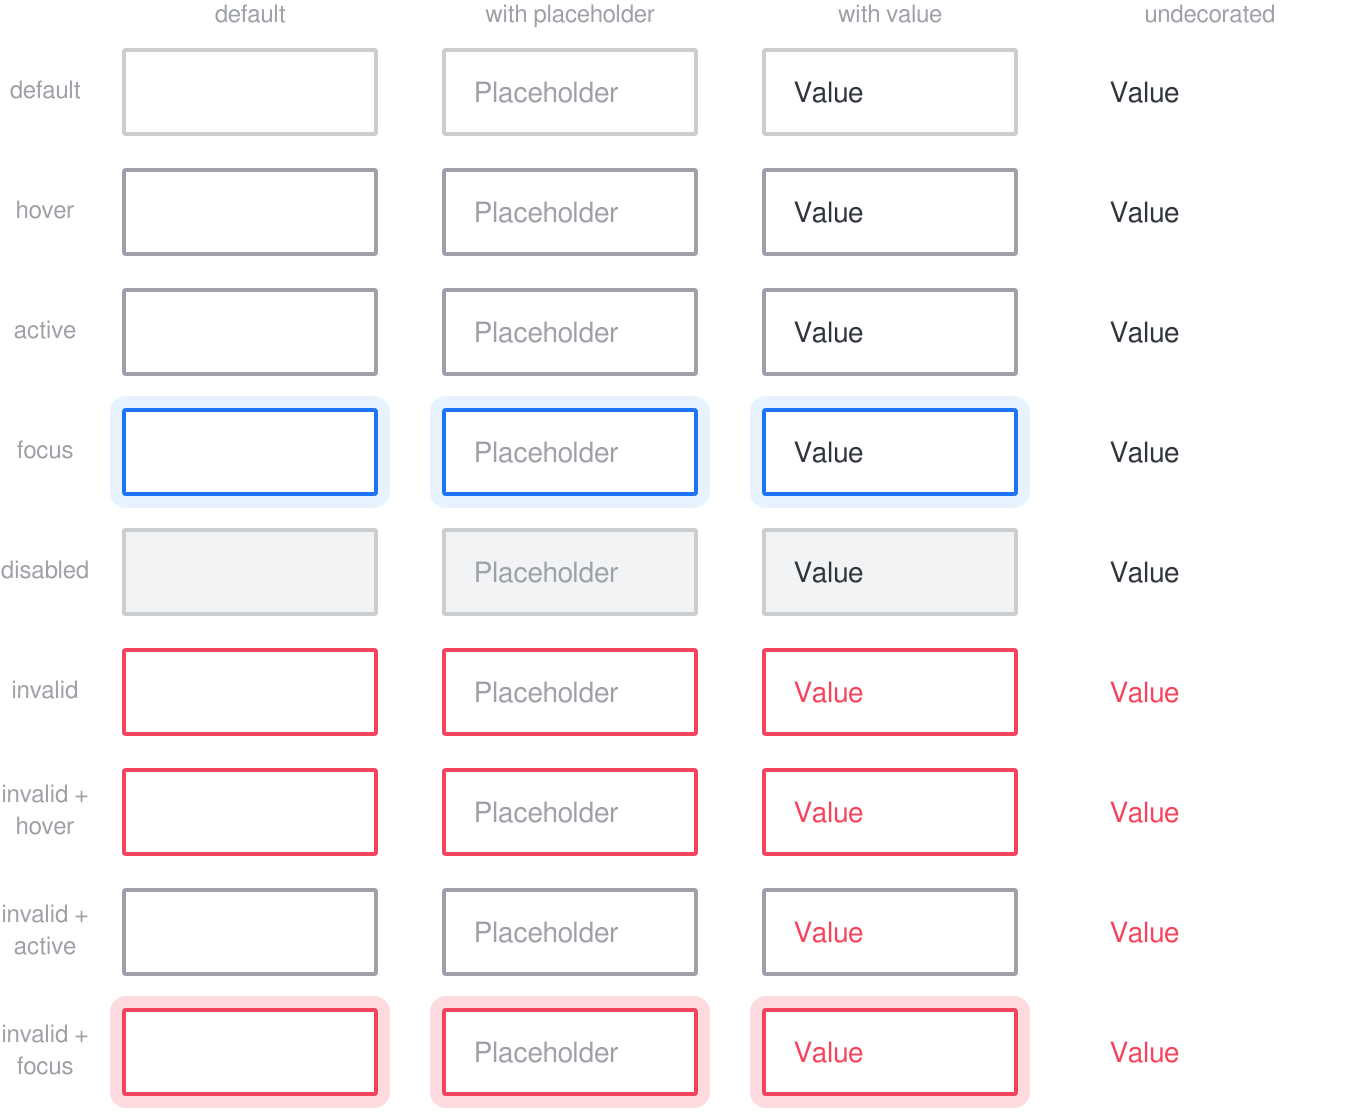 default with placeholder with value undecorated
default Placeholder Value Value
hover Placeholder Value Value
active Placeholder Value Value
focus Placeholder Value Value
disabled Placeholder Value Value
invalid Placeholder Value Value
invalid +
hover Placeholder Value Value
invalid +
active Placeholder Value Value
invalid +
focus Placeholder Value Value